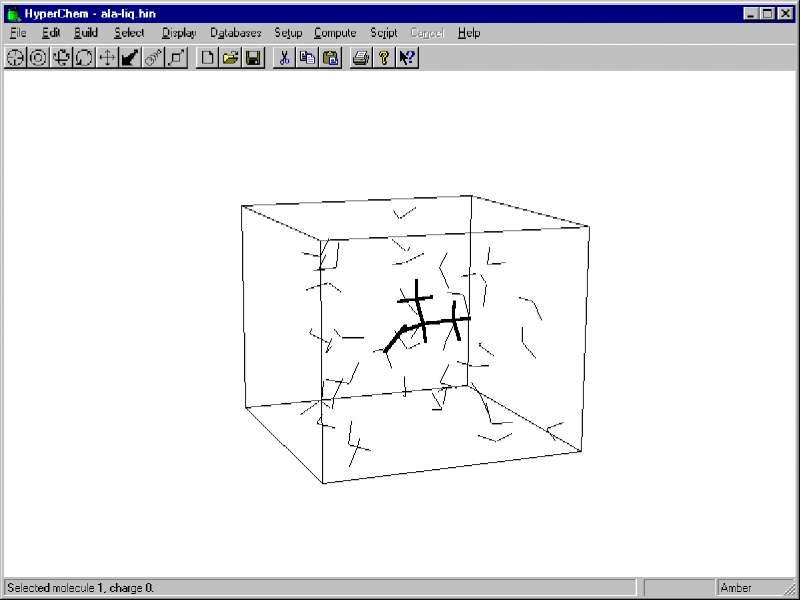 HyperChem - ala-liq.hin
File Edit Build Select Display Databases Setup Compute Script Cancel Help
Selected molecule 1, charge 0. Amber